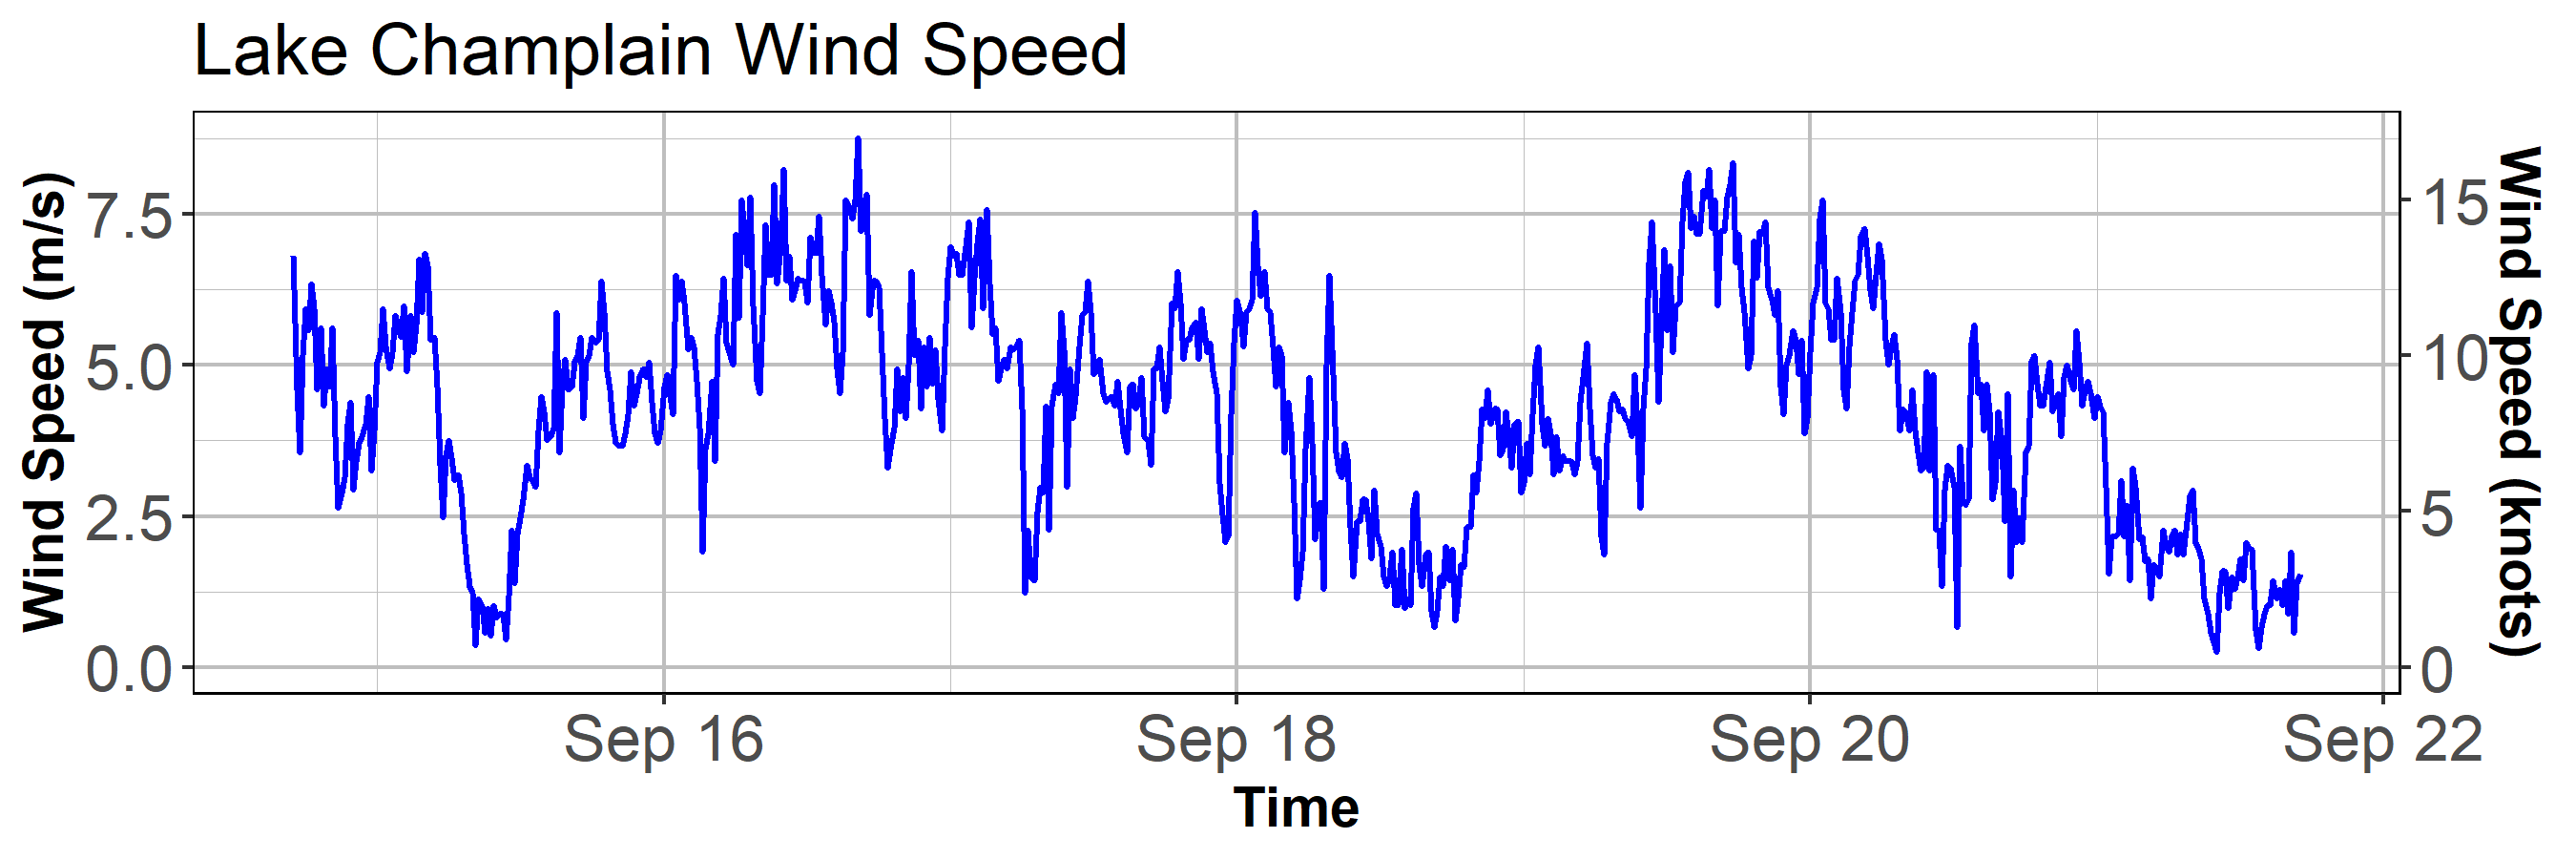 Lake Champlain Wind Speed
Wind Speed (m/s)
7.5
5.0
2.5
0.0
15
10
5
0
Wind Speed (knots)
Sep 16
Sep 18
Sep 20
Sep 22
Time